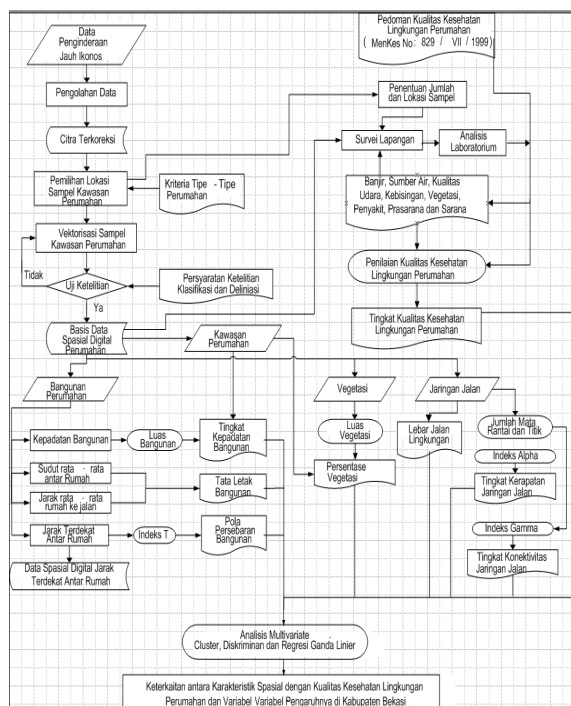 Data
Penginderaan
Jauh Ikonos
Pengolahan Data
Citra Terkoreksi
Pemilihan Lokasi
Sampel Kawasan
Perumahan
Kriteria Tipe - Tipe
Perumahan
Vektorisasi Sampel
Kawasan Perumahan
Tidak
Uji Ketelitian
Ya
Persyaratan Ketelitian
Klasifikasi dan Deliniasi
Basis Data
Spasial Digital
Perumahan
Pedoman Kualitas Kesehatan
Lingkungan Perumahan
( MenKes No : 829 / VII / 1999 )
Penentuan Jumlah
dan Lokasi Sampel
Survei Lapangan
Analisis
Laboratorium
Banjir, Sumber Air, Kualitas
Udara, Kebisingan, Vegetasi,
Penyakit, Prasarana dan Sarana
Penilaian Kualitas Kesehatan
Lingkungan Perumahan
Tingkat Kualitas Kesehatan
Lingkungan Perumahan
Kawasan
Perumahan
Bangunan
Perumahan
Vegetasi
Jaringan Jalan
Kepadatan Bangunan
Luas
Bangunan
Tingkat
Kepadatan
Bangunan
Sudut rata - rata
antar Rumah
Jarak rata - rata
rumah ke jalan
Tata Letak
Bangunan
Jarak Terdekat
Antar Rumah
Indeks T
Pola
Persebaran
Bangunan
Data Spasial Digital Jarak
Terdekat Antar Rumah
Luas
Vegetasi
Persentase
Vegetasi
Lebar Jalan
Lingkungan
Jumlah Mata
Rantai dan Titik
Indeks Alpha
Tingkat Kerapatan
Jaringan Jalan
Indeks Gamma
Tingkat Konektivitas
Jaringan Jalan
Analisis Multivariate
Cluster, Diskriminan dan Regresi Ganda Linier
Keterkaitan antara Karakteristik Spasial dengan Kualitas Kesehatan Lingkungan
Perumahan dan Variabel Variabel Pengaruhnya di Kabupaten Bekasi